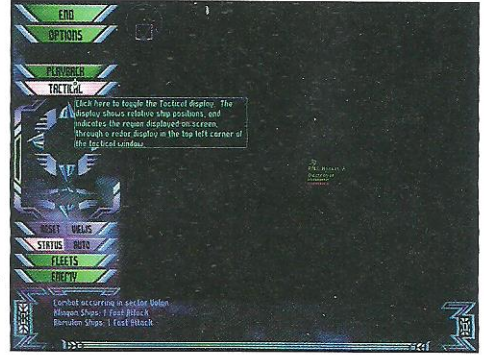 END
OPTIONS
PLAYBACK
TACTICAL
Click here to toggle the Tactical display. The
display shows relative ship positions, and
indicates the region displayed on screen,
through a radar display in the top left corner of
the tactical window.
Destroyer
RESET VIEWS
STATUS AUTO
FLEETS
ENEMY
Combat occurring in sector Volan
Klingon Ships: 1 Fast Attack
Romulan Ships: 1 Fast Attack